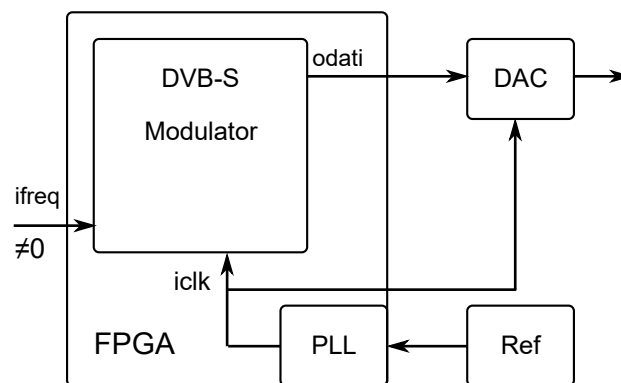 odati
DVB-S
Modulator
DAC
ifreq
≠0
iclk
FPGA
PLL
Ref